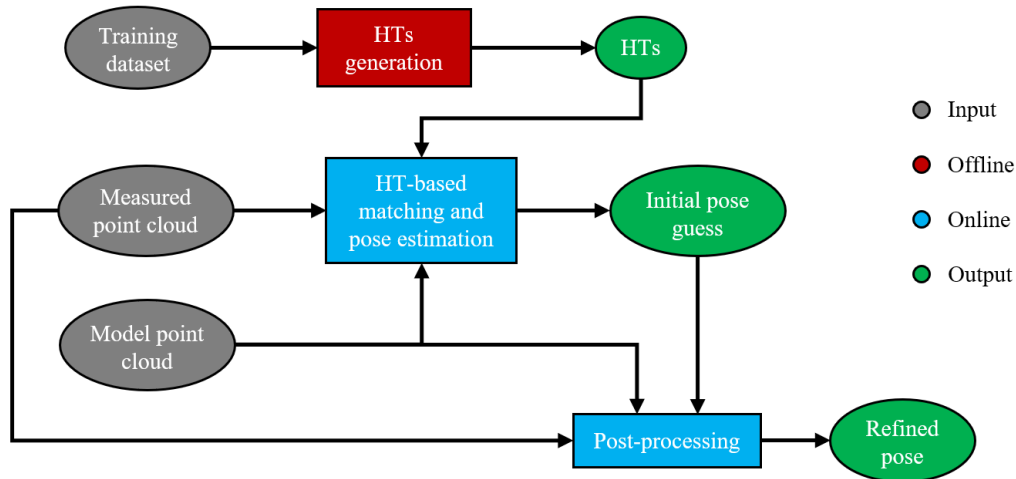 Training
dataset
HTs
generation
HTs
Input
Offline
Online
Output
Measured
point cloud
HT-based
matching and
pose estimation
Initial pose
guess
Model point
cloud
Post-processing
Refined
pose